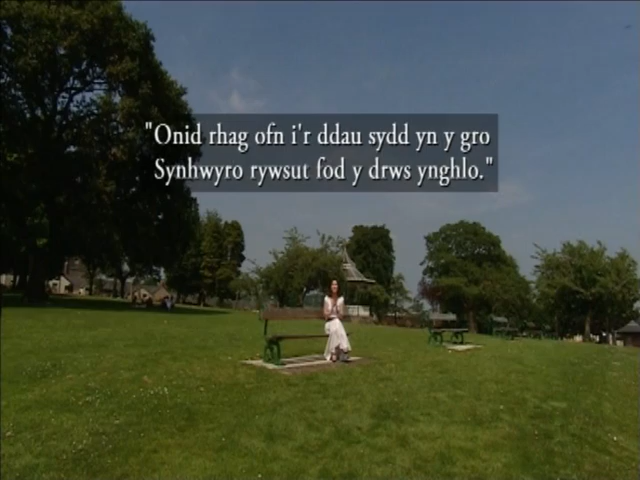 "Onid rhag ofn i'r ddau sydd yn y gro
Synhwyro rywsut fod y drws ynghlo."